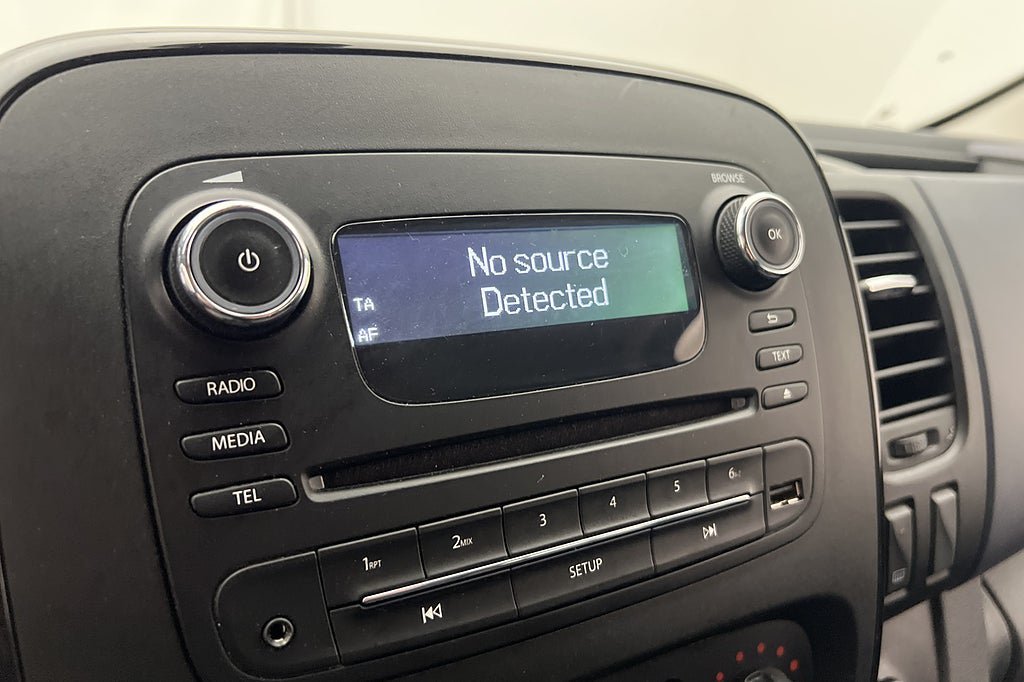 BROWSE
OK
No source
Detected
TA
AF
TEXT
RADIO
MEDIA
TEL
1RPT
2MIX
3
4
5
6
SETUP